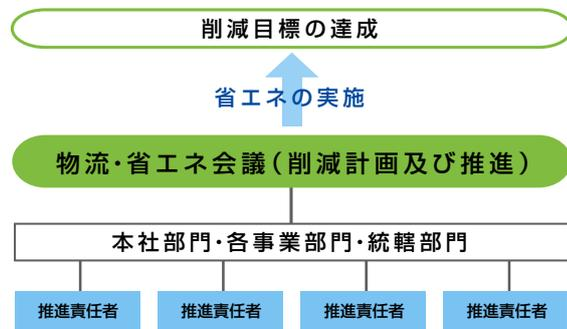 削減目標の達成
省エネの実施
物流・省エネ会議（削減計画及び推進）
本社部門・各事業部門・統轄部門
推進責任者
推進責任者
推進責任者
推進責任者